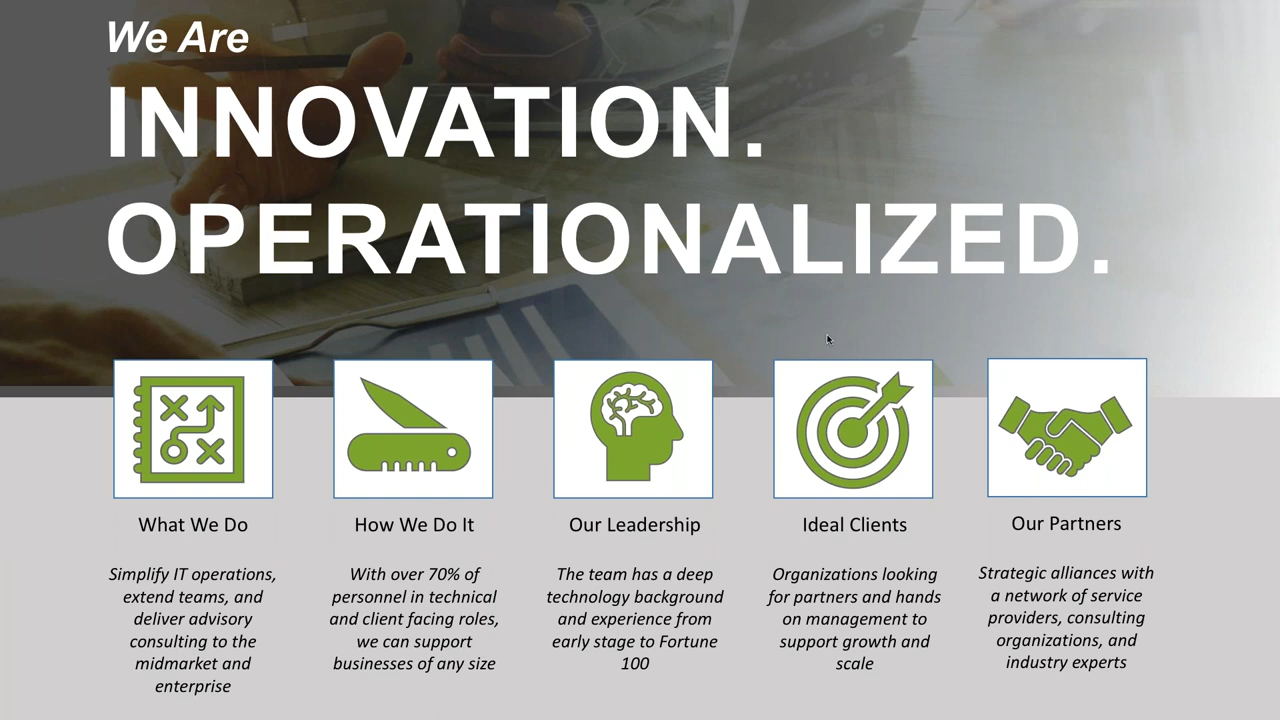 We Are
INNOVATION.
OPERATIONALIZED.
What We Do
Simplify IT operations,
extend teams, and
deliver advisory
consulting to the
midmarket and
enterprise
How We Do It
With over 70% of
personnel in technical
and client facing roles,
we can support
businesses of any size
Our Leadership
The team has a deep
technology background
and experience from
early stage to Fortune
100
Ideal Clients
Organizations looking
for partners and hands
on management to
support growth and
scale
Our Partners
Strategic alliances with
a network of service
providers, consulting
organizations, and
industry experts